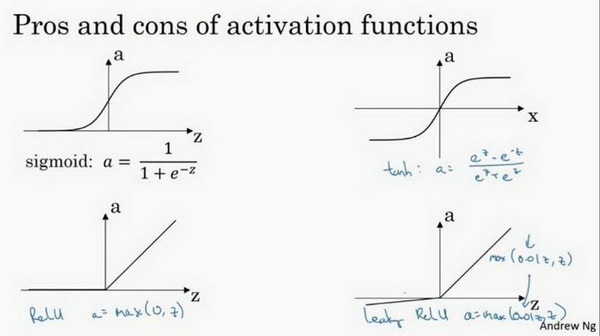 Pros and cons of activation functions
a
z
sigmoid: a = 1 / 1 + e^{-z}
a
x
tanh: a = e^z - e^{-z} / e^z + e^z
a
z
ReLU a = max(0, z)
a
max(0.01z, z)
z
Leaky ReLU a = max(0.01z, z)
Andrew Ng